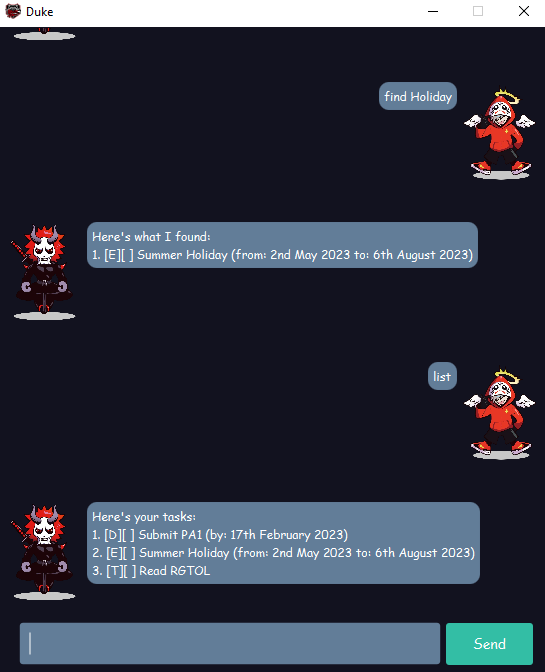 Duke
find Holiday
Here's what I found:
1. [E][ ] Summer Holiday (from: 2nd May 2023 to: 6th August 2023)
list
Here's your tasks:
1. [D][ ] Submit PA1 (by: 17th February 2023)
2. [E][ ] Summer Holiday (from: 2nd May 2023 to: 6th August 2023)
3. [T][ ] Read RGTOL
Send